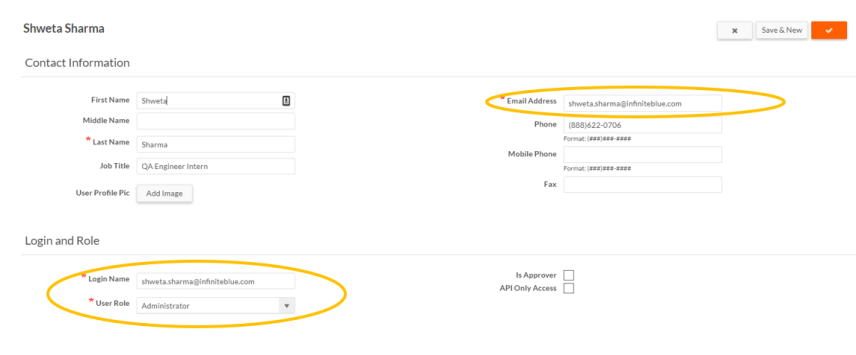 Shweta Sharma
✖ Save & New ✔
Contact Information
First Name Shweta
Middle Name
* Last Name Sharma
Job Title QA Engineer Intern
User Profile Pic Add Image
* Email Address shweta.sharma@infiniteblue.com
Phone (888)622-0706
Format: (###)###-####
Mobile Phone
Format: (###)###-####
Fax
Login and Role
* Login Name shweta.sharma@infiniteblue.com
* User Role Administrator
Is Approver
API Only Access